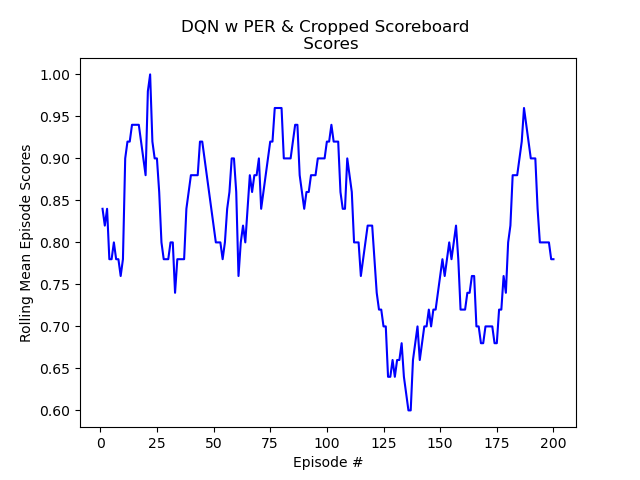 DQN w PER & Cropped Scoreboard
Scores
1.00
0.95
0.90
0.85
0.80
0.75
0.70
0.65
0.60
Rolling Mean Episode Scores
0 25 50 75 100 125 150 175 200
Episode #